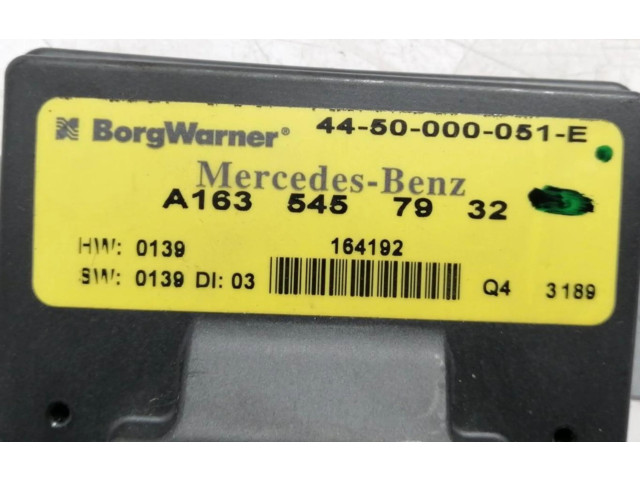 BorgWarner® 44-50-000-051-E
Mercedes-Benz
A163 545 79 32
HW: 0139 164192
SW: 0139 DI: 03 Q4 3189